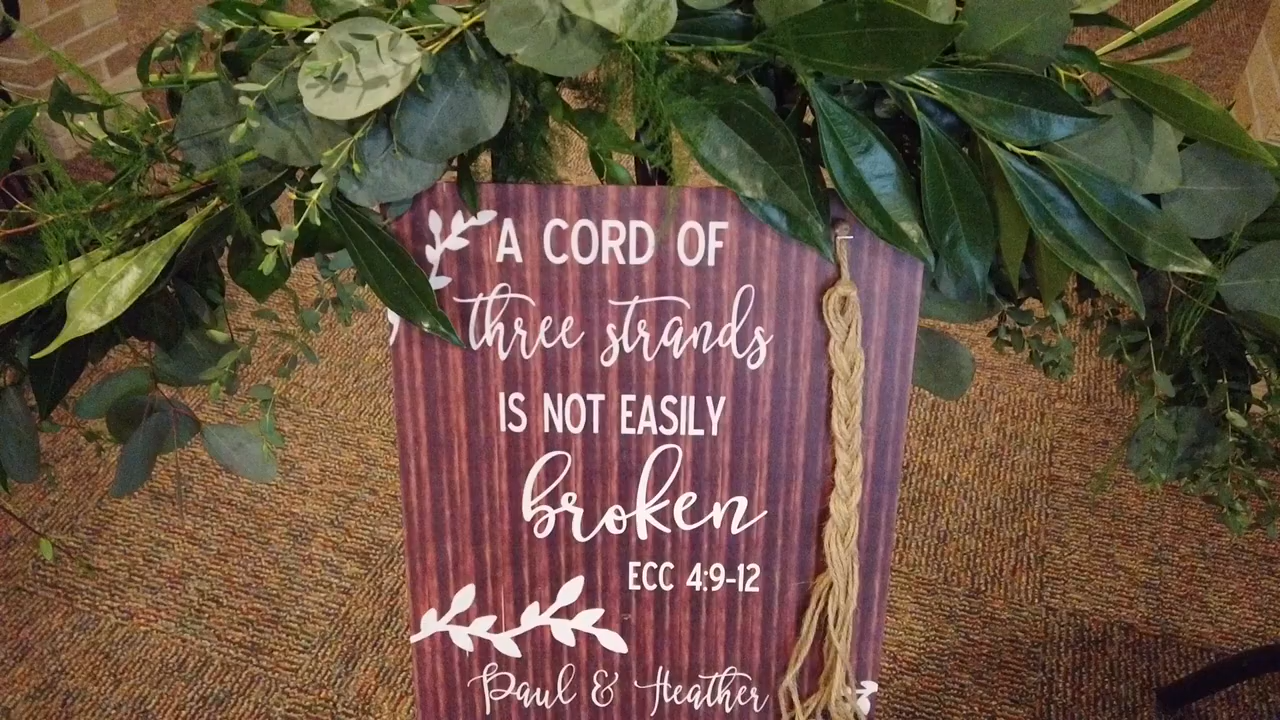 A CORD OF
three strands
IS NOT EASILY
broken
ECC 4:9-12
Paul & Heather